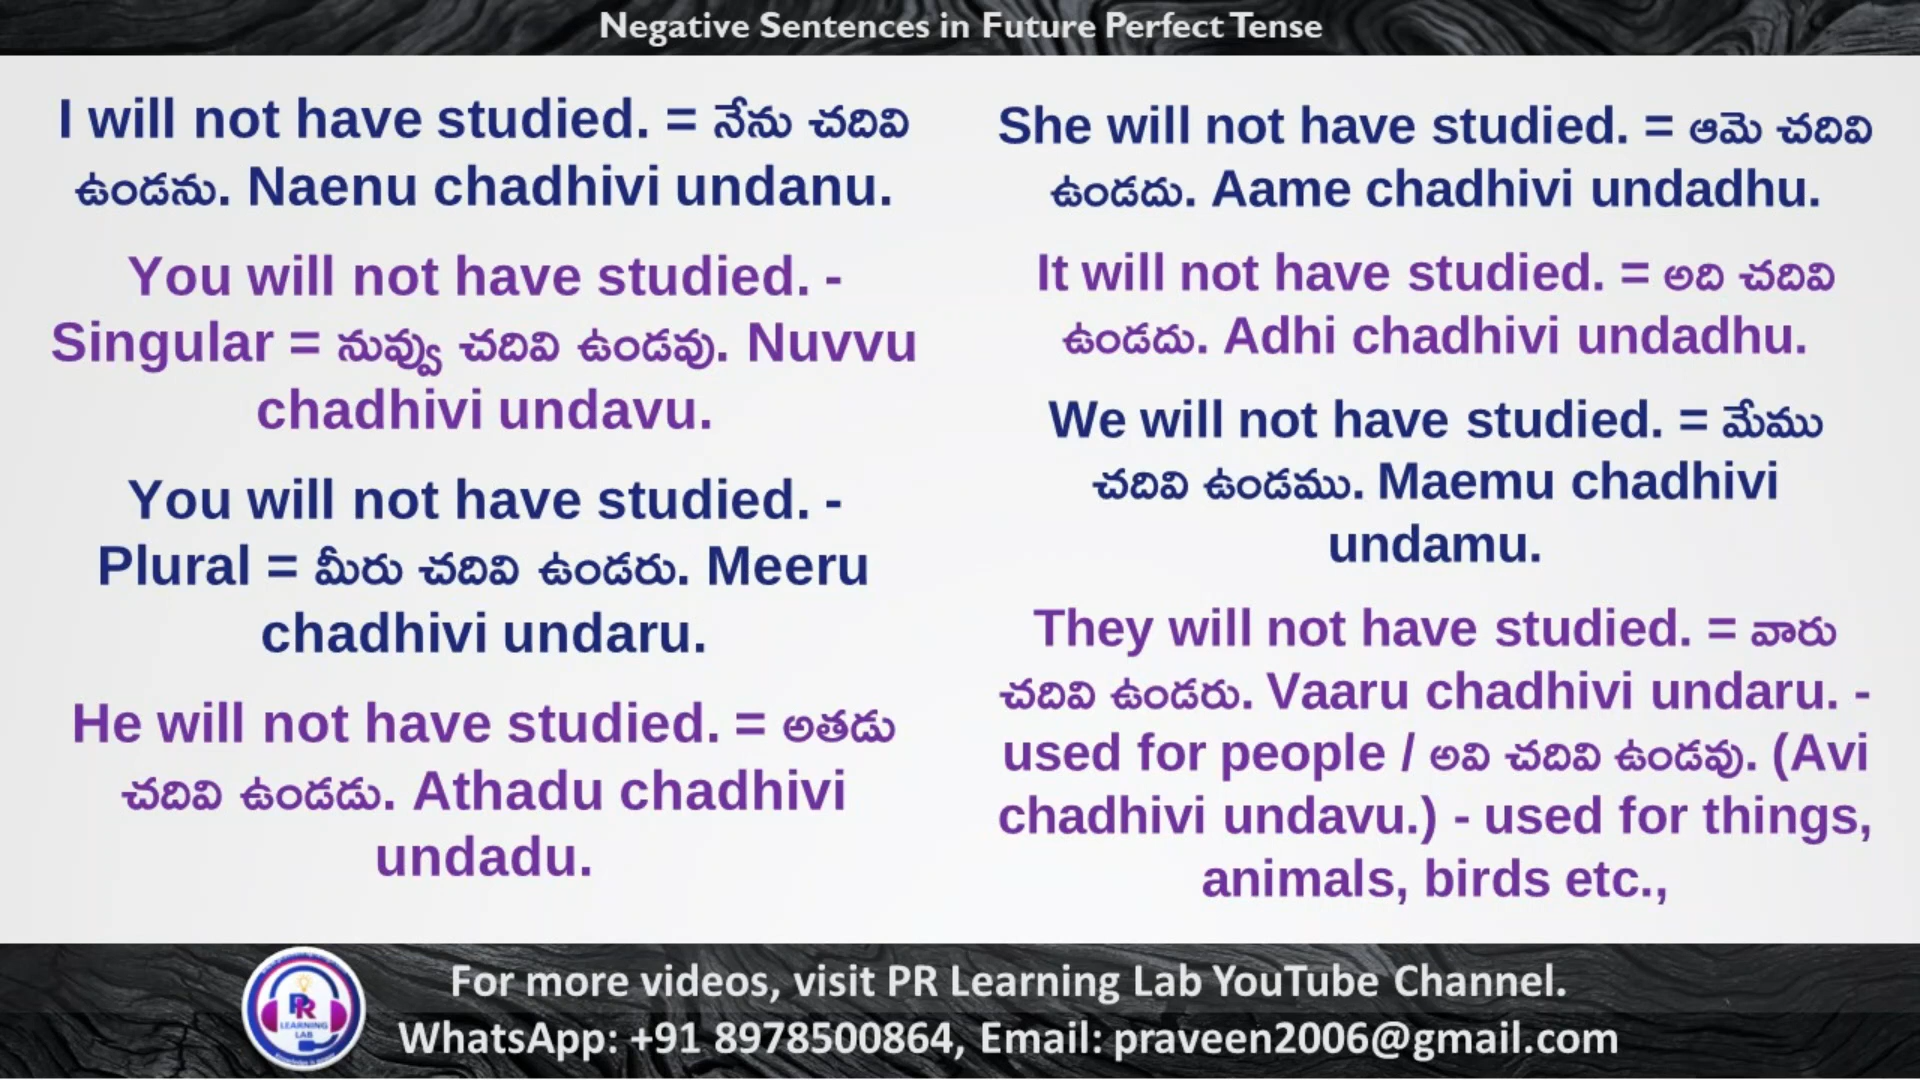 Negative Sentences in Future Perfect Tense
I will not have studied. = నేను చదివి
ఉండను. Naenu chadhivi undanu.
You will not have studied. -
Singular = నువ్వు చదివి ఉండవు. Nuvvu
chadhivi undavu.
You will not have studied. -
Plural = మీరు చదివి ఉండరు. Meeru
chadhivi undaru.
He will not have studied. = అతడు
చదివి ఉండడు. Athadu chadhivi
undadu.
She will not have studied. = ఆమె చదివి
ఉండదు. Aame chadhivi undadhu.
It will not have studied. = అది చదివి
ఉండదు. Adhi chadhivi undadhu.
We will not have studied. = మేము
చదివి ఉండము. Maemu chadhivi
undamu.
They will not have studied. = వారు
చదివి ఉండరు. Vaaru chadhivi undaru. -
used for people / అవి చదివి ఉండవు. (Avi
chadhivi undavu.) - used for things,
animals, birds etc.,
PR
LEARNING
LAB
For more videos, visit PR Learning Lab YouTube Channel.
WhatsApp: +91 8978500864, Email: praveen2006@gmail.com